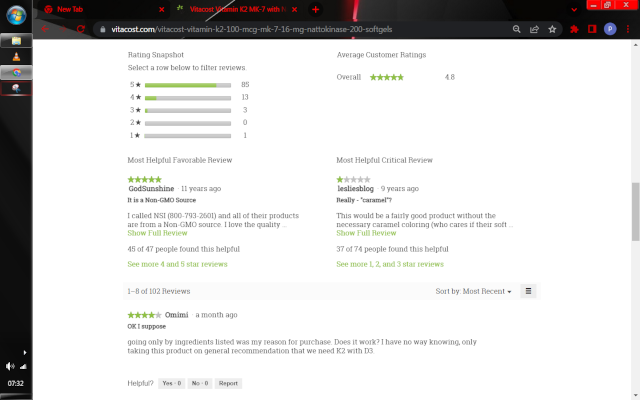 New Tab
Vitacost Vitamin K2 MK-7 with N
vitacost.com/vitacost-vitamin-k2-100-mcg-mk-7-16-mg-nattokinase-200-softgels
P
Rating Snapshot
Select a row below to filter reviews.
5★ 85
4★ 13
3★ 3
2★ 0
1★ 1
Average Customer Ratings
Overall 4.8
Most Helpful Favorable Review
GodSunshine · 11 years ago
It is a Non-GMO Source
I called NSI (800-793-2601) and all of their products
are from a Non-GMO source. I love the quality ...
Show Full Review
45 of 47 people found this helpful
See more 4 and 5 star reviews
Most Helpful Critical Review
lesliesblog · 9 years ago
Really - "caramel"?
This would be a fairly good product without the
necessary caramel coloring (who cares if their soft ...
Show Full Review
37 of 74 people found this helpful
See more 1, 2, and 3 star reviews
1–8 of 102 Reviews
Sort by: Most Recent
Omimi · a month ago
OK I suppose
going only by ingredients listed was my reason for purchase. Does it work? I have no way knowing, only
taking this product on general recommendation that we need K2 with D3.
Helpful? Yes · 0 No · 0 Report
07:32